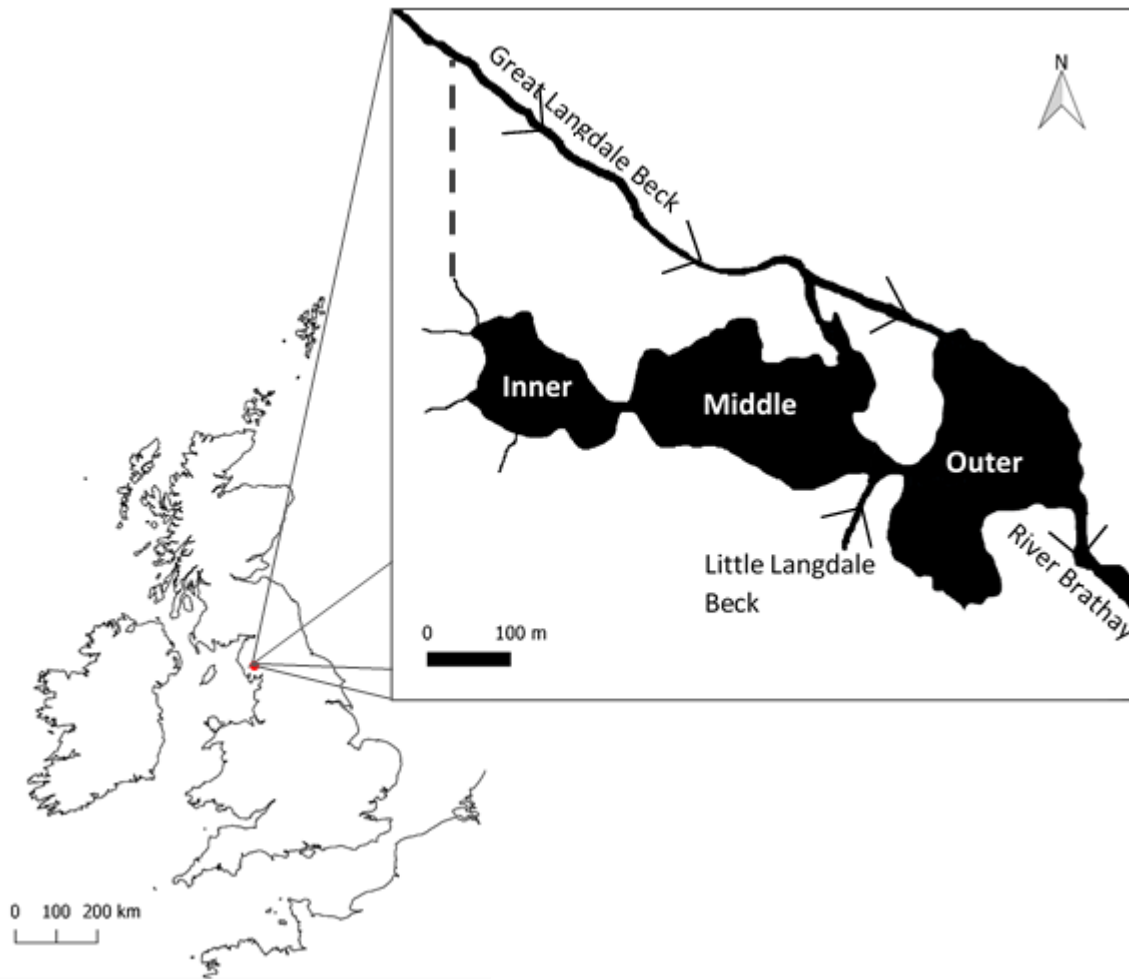 N
Great Langdale Beck
Inner
Middle
Outer
Little Langdale
Beck
River Brathay
0 100 m
0 100 200 km